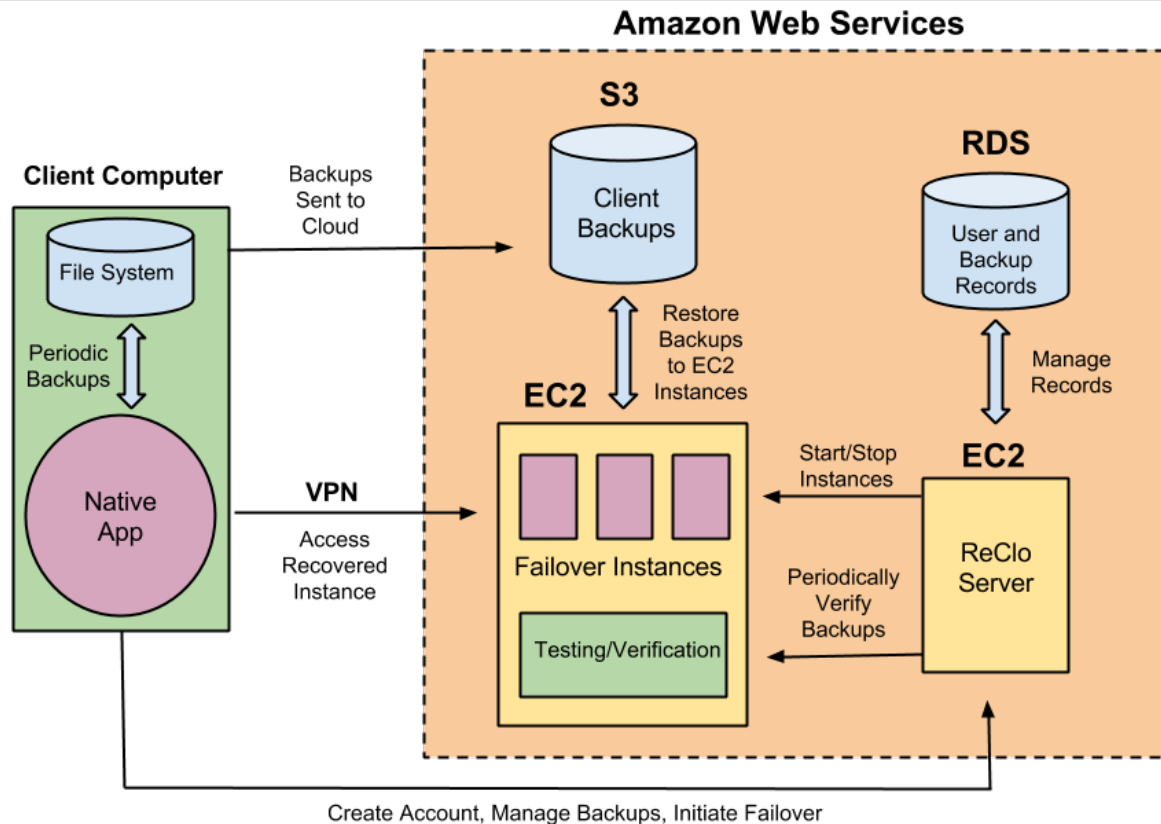 Amazon Web Services
S3
Client
Backups
RDS
User and
Backup
Records
Client Computer
File System
Periodic
Backups
Native
App
Backups
Sent to
Cloud
Restore
Backups
to EC2
Instances
Manage
Records
EC2
Failover Instances
Testing/Verification
VPN
Access
Recovered
Instance
Start/Stop
Instances
Periodically
Verify
Backups
EC2
ReClo
Server
Create Account, Manage Backups, Initiate Failover